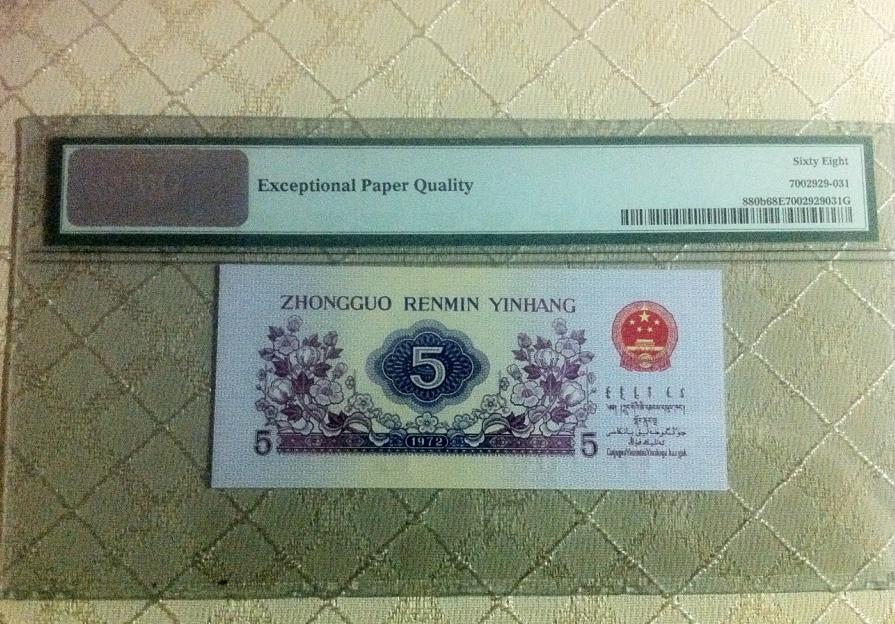 Exceptional Paper Quality
Sixty Eight
7002929-031
880b68E7002929031G
ZHONGGUO RENMIN YINHANG
5
5 1972 5